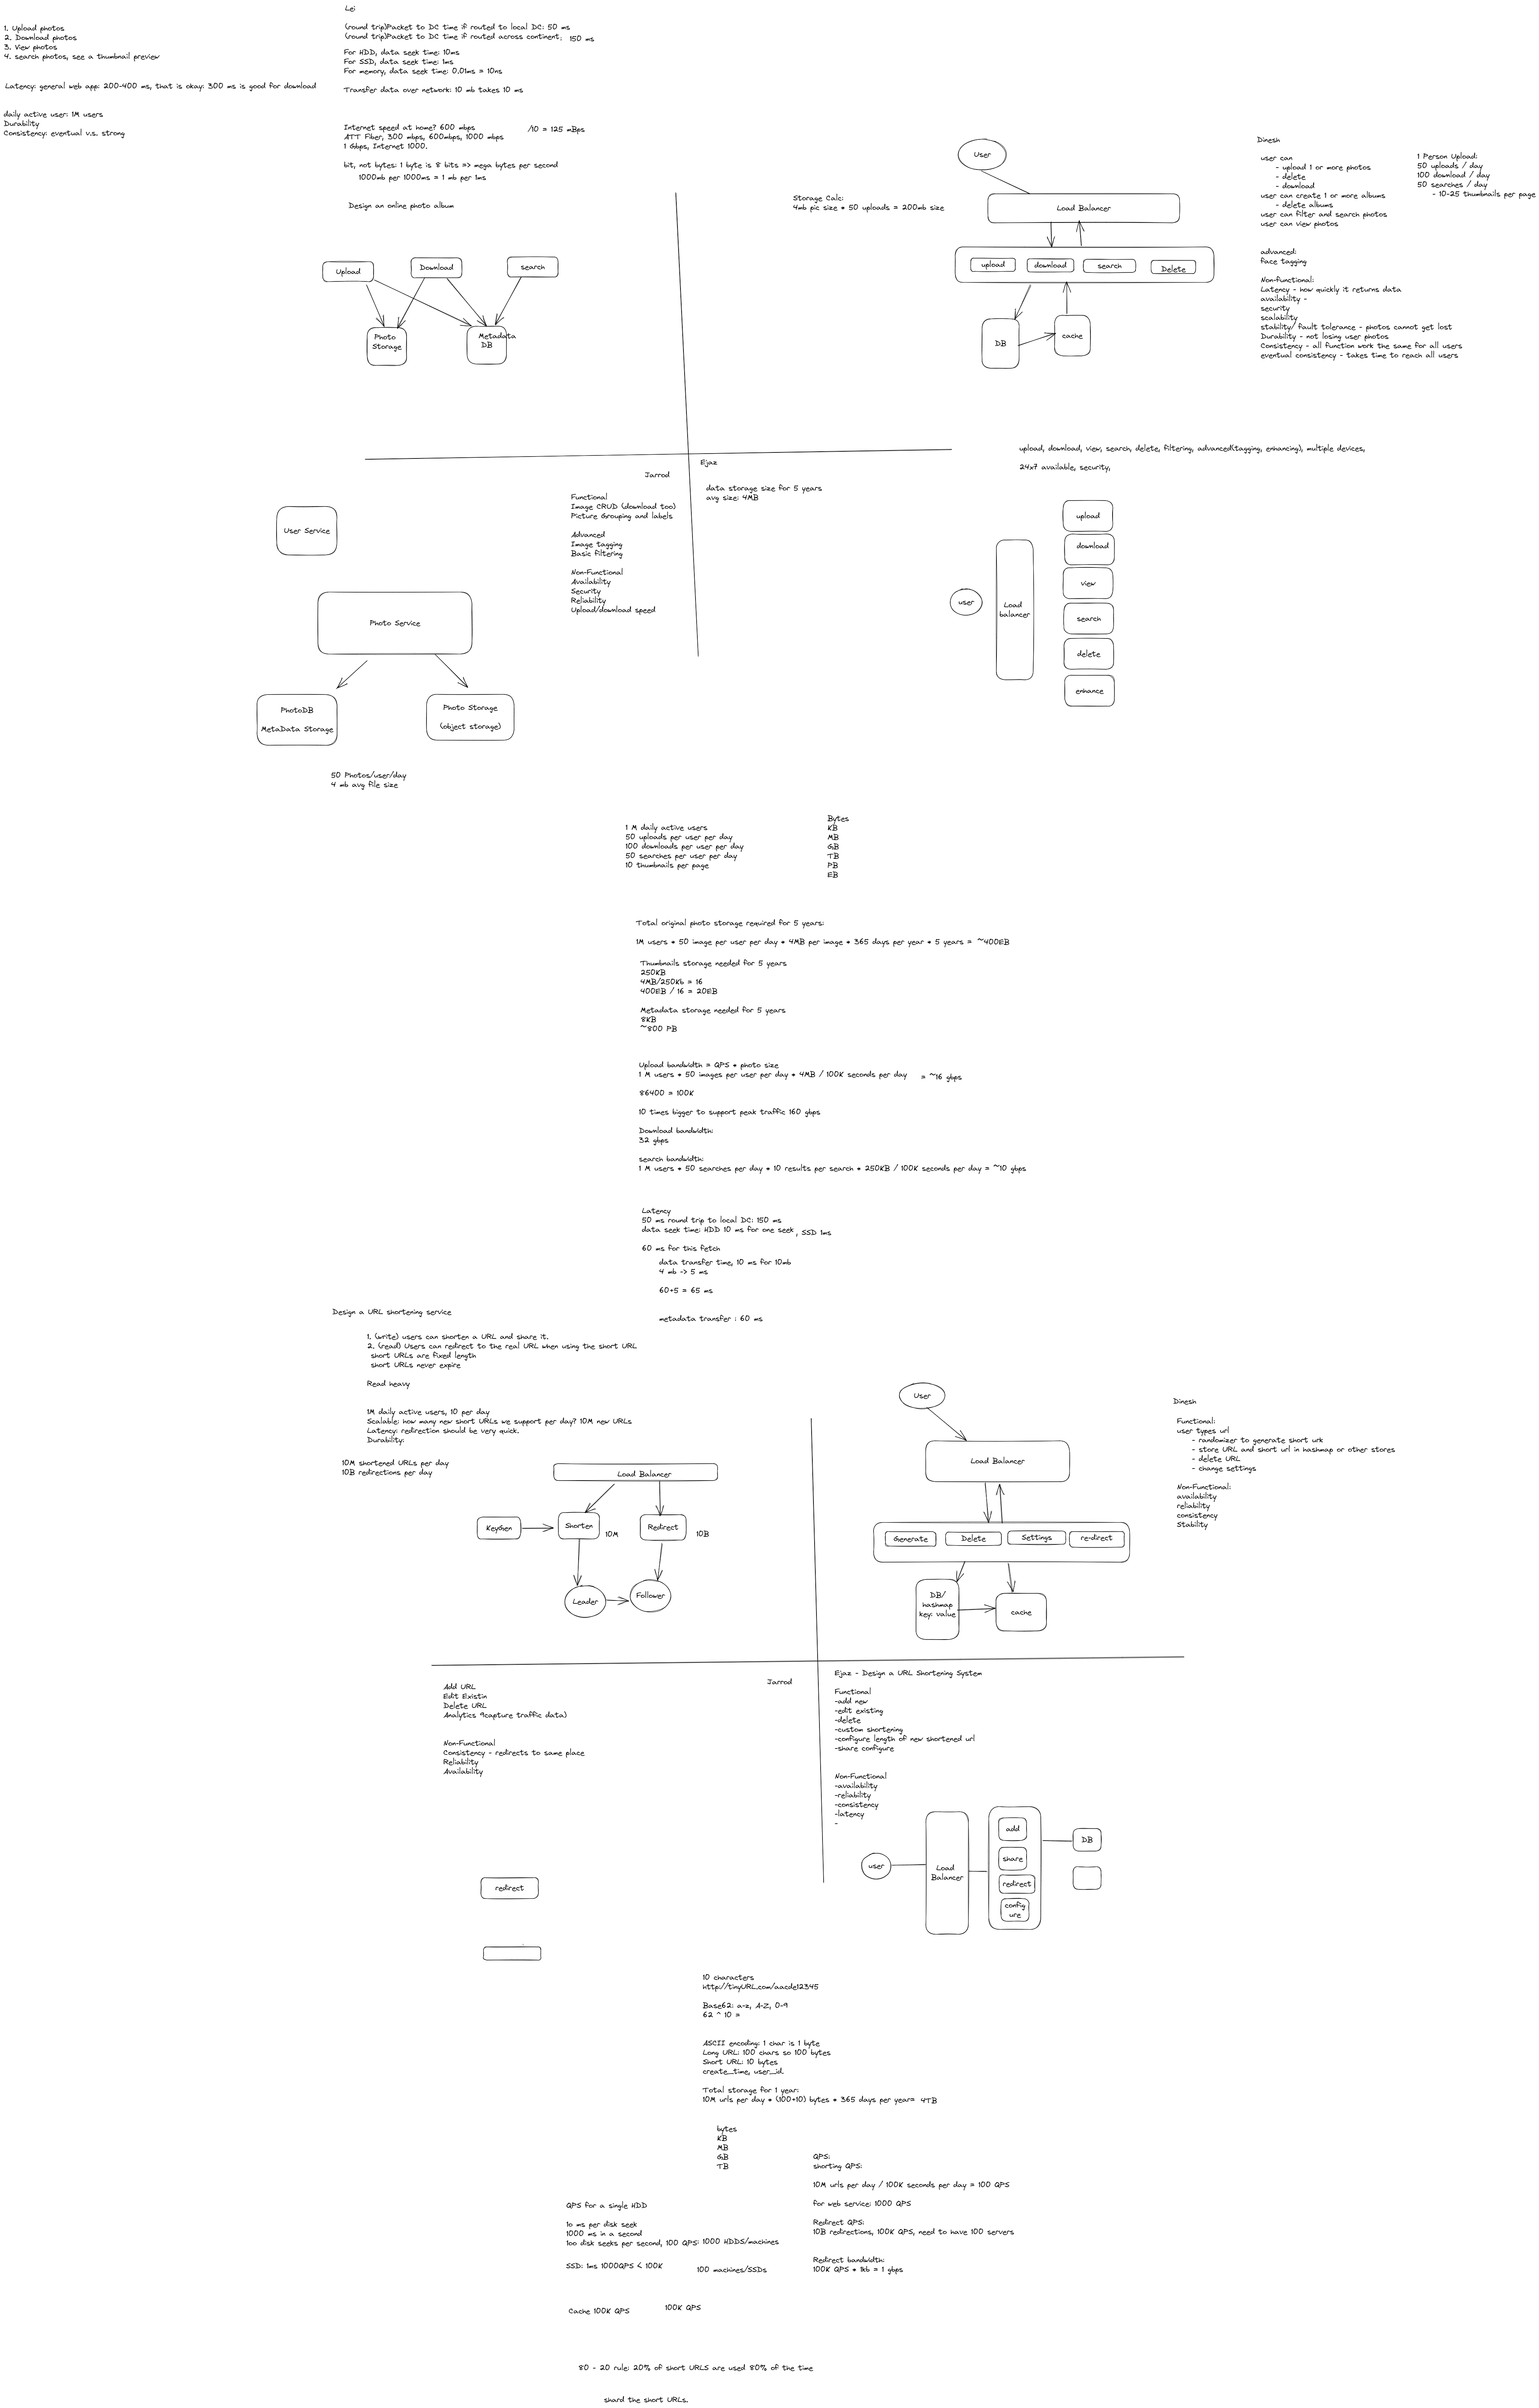 Lei
1. Upload photos
2. Download photos
3. View photos
4. search photos, see a thumbnail preview
Latency: general web app: 200-400 ms, that is okay: 300 ms is good for download
daily active user: 1M users
Durability
Consistency: eventual v.s. strong
(round trip)Packet to DC time if routed to local DC: 50 ms
(round trip)Packet to DC time if routed across continent: 150 ms
For HDD, data seek time: 10ms
For SSD, data seek time: 1ms
For memory, data seek time: 0.01ms = 10ns
Transfer data over network: 10 mb takes 10 ms
Internet speed at home? 600 mbps /10 = 125 mBps
ATT Fiber, 300 mbps, 600mbps, 1000 mbps
1 Gbps, Internet 1000.
bit, not bytes: 1 byte is 8 bits => mega bytes per second
1000mb per 1000ms = 1 mb per 1ms
Design an online photo album
Upload
Download
search
Photo
Storage
Metadata
DB
Storage Calc:
4mb pic size * 50 uploads = 200mb size
User
Load Balancer
upload
download
search
Delete
DB
cache
Dinesh
user can
- upload 1 or more photos
- delete
- download
user can create 1 or more albums
- delete albums
user can filter and search photos
user can view photos
advanced:
face tagging
Non-functional:
Latency - how quickly it returns data
availability -
security
scalability
stability/ fault tolerance - photos cannot get lost
Durability - not losing user photos
Consistency - all function work the same for all users
eventual consistency - takes time to reach all users
1 Person Upload:
50 uploads / day
100 download / day
50 searches / day
- 10-25 thumbnails per page
Jarrod
Functional
Image CRUD (download too)
Picture Grouping and labels
Advanced
Image tagging
Basic filtering
Non-Functional
Availability
Security
Reliability
Upload/download speed
User Service
Photo Service
PhotoDB
MetaData Storage
Photo Storage
(object storage)
50 Photos/user/day
4 mb avg file size
Ejaz
data storage size for 5 years
avg size: 4MB
upload, download, view, search, delete, filtering, advanced(tagging, enhancing), multiple devices,
24x7 available, security,
user
Load
balancer
upload
download
view
search
delete
enhance
1 M daily active users
50 uploads per user per day
100 downloads per user per day
50 searches per user per day
10 thumbnails per page
Bytes
KB
MB
GB
TB
PB
EB
Total original photo storage required for 5 years:
1M users * 50 image per user per day * 4MB per image * 365 days per year * 5 years = ~400EB
Thumbnails storage needed for 5 years
250KB
4MB/250Kb = 16
400EB / 16 = 20EB
Metadata storage needed for 5 years
8KB
~800 PB
Upload bandwidth = QPS * photo size
1 M users * 50 images per user per day * 4MB / 100K seconds per day = ~16 gbps
86400 = 100K
10 times bigger to support peak traffic 160 gbps
Download bandwidth:
32 gbps
search bandwidth:
1 M users * 50 searches per day * 10 results per search * 250KB / 100K seconds per day = ~10 gbps
Latency
50 ms round trip to local DC: 150 ms
data seek time: HDD 10 ms for one seek , SSD 1ms
60 ms for this fetch
data transfer time, 10 ms for 10mb
4 mb -> 5 ms
60+5 = 65 ms
metadata transfer : 60 ms
Design a URL shortening service
1. (write) users can shorten a URL and share it.
2. (read) Users can redirect to the real URL when using the short URL
short URLs are fixed length
short URLs never expire
Read heavy
1M daily active users, 10 per day
Scalable: how many new short URLs we support per day? 10M new URLs
Latency: redirection should be very quick.
Durability:
10M shortened URLs per day
10B redirections per day
Load Balancer
KeyGen
Shorten
10M
Redirect
10B
Leader
Follower
User
Load Balancer
Generate
Delete
Settings
re-direct
DB/
hashmap
key: value
cache
Dinesh
Functional:
user types url
- randomizer to generate short urk
- store URL and short url in hashmap or other stores
- delete URL
- change settings
Non-Functional:
availability
reliability
consistency
Stability
Jarrod
Add URL
Edit Existin
Delete URL
Analytics 9capture traffic data)
Non-Functional
Consistency - redirects to same place
Reliability
Availability
redirect
Ejaz - Design a URL Shortening System
Functional
-add new
-edit existing
-delete
-custom shortening
-configure length of new shortened url
-share configure
Non-Functional
-availability
-reliability
-consistency
-latency
-
user
Load
Balancer
add
share
redirect
config
ure
DB
10 characters
http://tinyURL.com/aacde12345
Base62: a-z, A-Z, 0-9
62 ^ 10 =
ASCII encoding: 1 char is 1 byte
Long URL: 100 chars so 100 bytes
Short URL: 10 bytes
create_time, user_id.
Total storage for 1 year:
10M urls per day * (100+10) bytes * 365 days per year= 4TB
bytes
KB
MB
GB
TB
QPS:
shorting QPS:
10M urls per day / 100K seconds per day = 100 QPS
for web service: 1000 QPS
Redirect QPS:
10B redirections, 100K QPS, need to have 100 servers
Redirect bandwidth:
100K QPS * 1kb = 1 gbps
QPS for a single HDD
1o ms per disk seek
1000 ms in a second
1oo disk seeks per second, 100 QPS: 1000 HDDS/machines
SSD: 1ms 1000QPS < 100K
100 machines/SSDs
Cache 100K QPS
100K QPS
80 - 20 rule: 20% of short URLS are used 80% of the time
shard the short URLs.